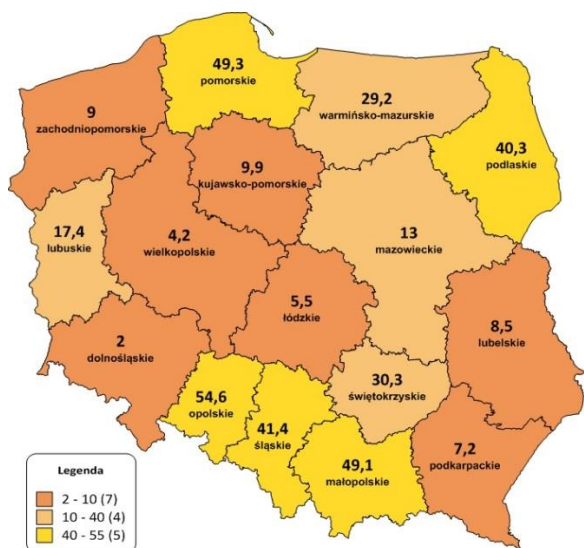 49,3
pomorskie
29,2
warmińsko-mazurskie
9
zachodniopomorskie
40,3
podlaskie
9,9
kujawsko-pomorskie
17,4
lubuskie
4,2
wielkopolskie
13
mazowieckie
5,5
łódzkie
2
dolnośląskie
8,5
lubelskie
54,6
opolskie
41,4
śląskie
30,3
świętokrzyskie
49,1
małopolskie
7,2
podkarpackie
Legenda
2 - 10 (7)
10 - 40 (4)
40 - 55 (5)